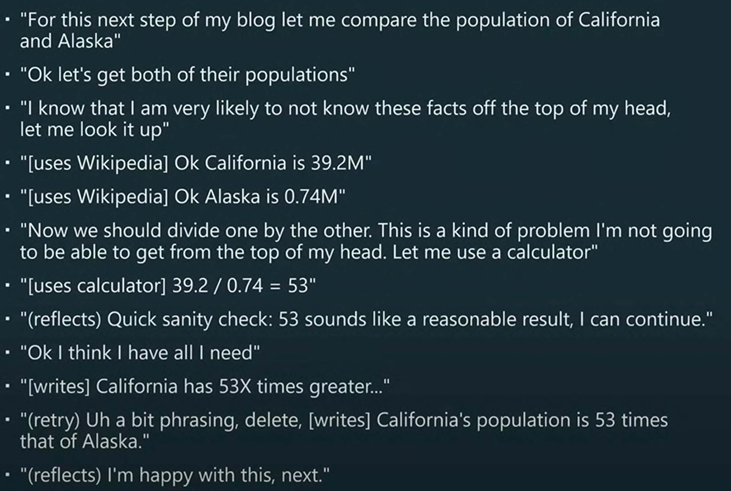 · "For this next step of my blog let me compare the population of California
and Alaska"
· "Ok let's get both of their populations"
· "I know that I am very likely to not know these facts off the top of my head,
let me look it up"
· "[uses Wikipedia] Ok California is 39.2M"
· "[uses Wikipedia] Ok Alaska is 0.74M"
· "Now we should divide one by the other. This is a kind of problem I'm not going
to be able to get from the top of my head. Let me use a calculator"
· "[uses calculator] 39.2 / 0.74 = 53"
· "(reflects) Quick sanity check: 53 sounds like a reasonable result, I can continue."
· "Ok I think I have all I need"
· "[writes] California has 53X times greater..."
· "(retry) Uh a bit phrasing, delete, [writes] California's population is 53 times
that of Alaska."
· "(reflects) I'm happy with this, next."